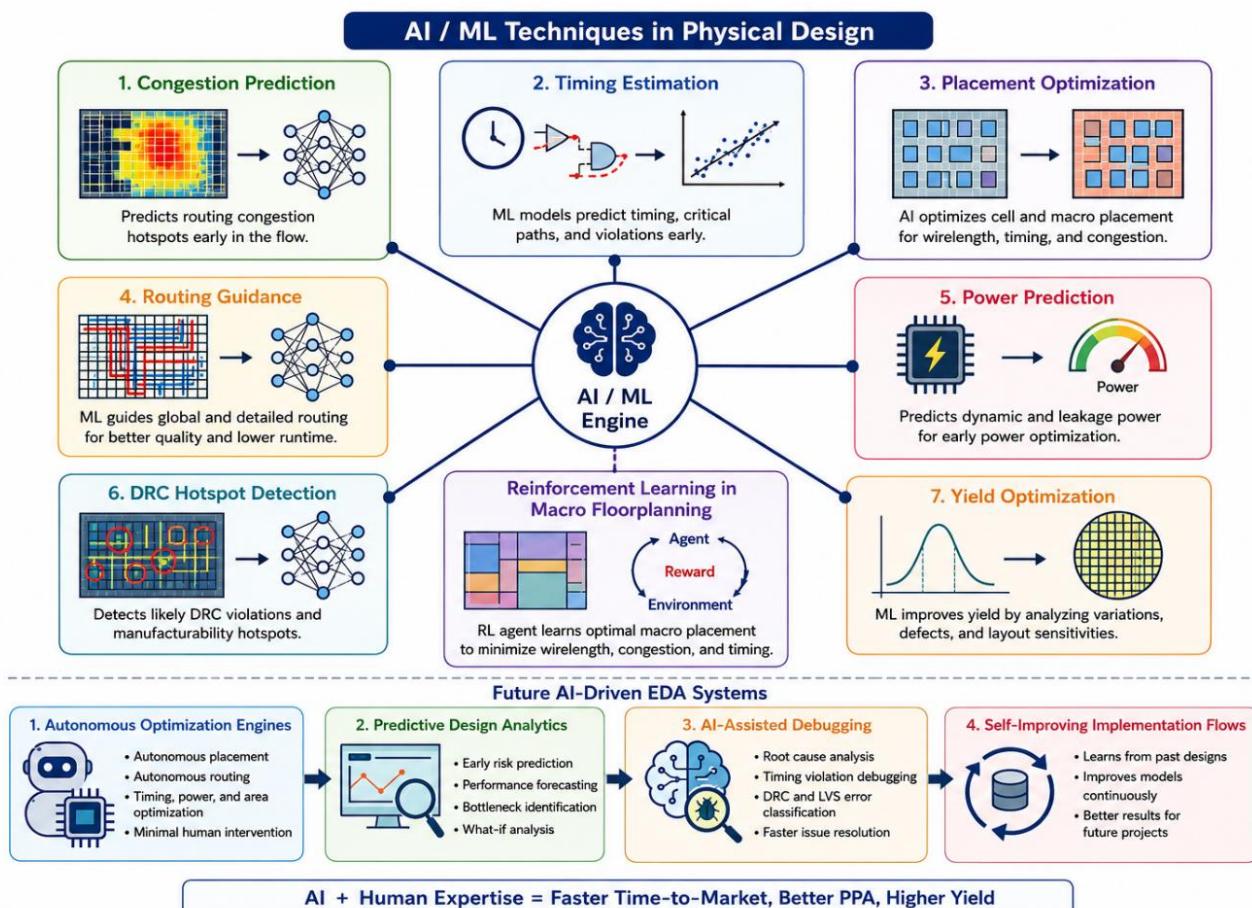 AI / ML Techniques in Physical Design
1. Congestion Prediction
Predicts routing congestion
hotspots early in the flow.
2. Timing Estimation
ML models predict timing, critical
paths, and violations early.
3. Placement Optimization
AI optimizes cell and macro placement
for wirelength, timing, and congestion.
4. Routing Guidance
ML guides global and detailed routing
for better quality and lower runtime.
AI / ML
Engine
5. Power Prediction
Power
Predicts dynamic and leakage power
for early power optimization.
6. DRC Hotspot Detection
Detects likely DRC violations and
manufacturability hotspots.
Reinforcement Learning in
Macro Floorplanning
Agent
Reward
Environment
RL agent learns optimal macro placement
to minimize wirelength, congestion, and timing.
7. Yield Optimization
ML improves yield by analyzing variations,
defects, and layout sensitivities.
Future AI-Driven EDA Systems
1. Autonomous Optimization Engines
• Autonomous placement
• Autonomous routing
• Timing, power, and area
optimization
• Minimal human intervention
2. Predictive Design Analytics
• Early risk prediction
• Performance forecasting
• Bottleneck identification
• What-if analysis
3. AI-Assisted Debugging
• Root cause analysis
• Timing violation debugging
• DRC and LVS error
classification
• Faster issue resolution
4. Self-Improving Implementation Flows
• Learns from past designs
• Improves models
continuously
• Better results for
future projects
AI + Human Expertise = Faster Time-to-Market, Better PPA, Higher Yield